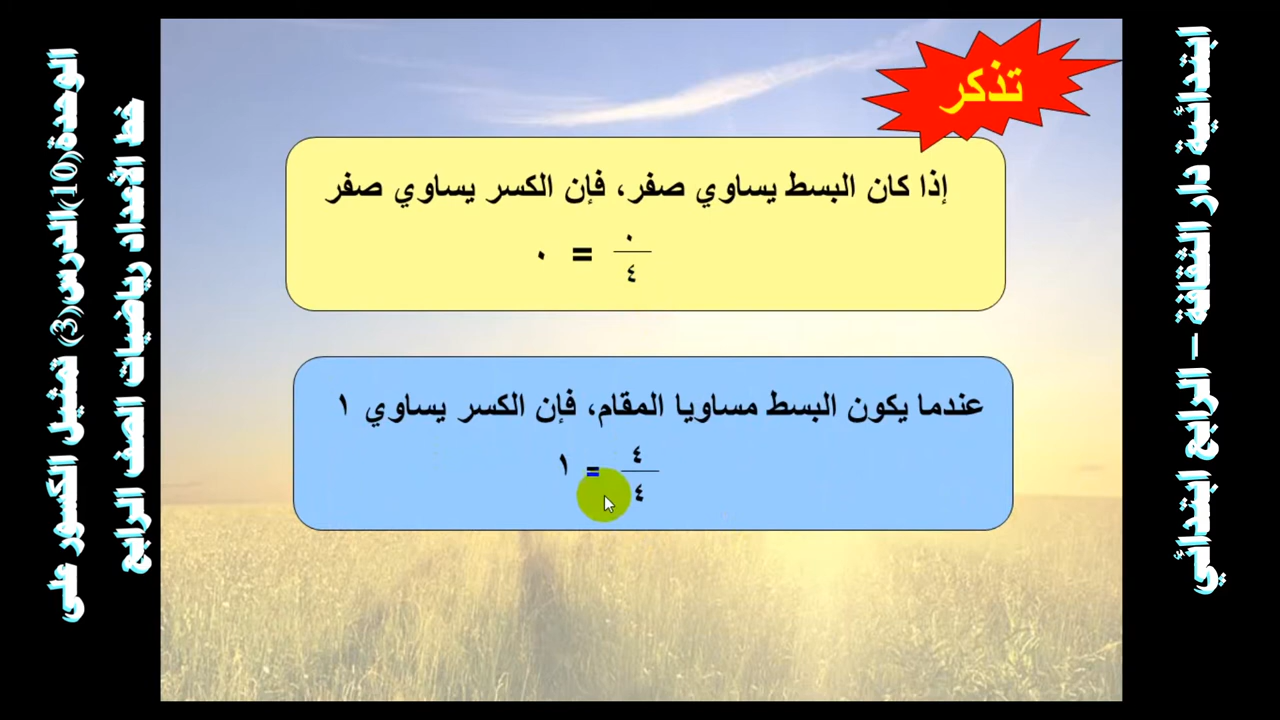 تذكر
إذا كان البسط يساوي صفر، فإن الكسر يساوي صفر
٠
٤
= ٠
عندما يكون البسط مساويا المقام، فإن الكسر يساوي ١
٤
٤
= ١
ابتدائية دار الثقافة – الرابع ابتدائي
الوحدة(10)الدرس(3) تمثيل الكسور على
خط الأعداد رياضيات الصف الرابع